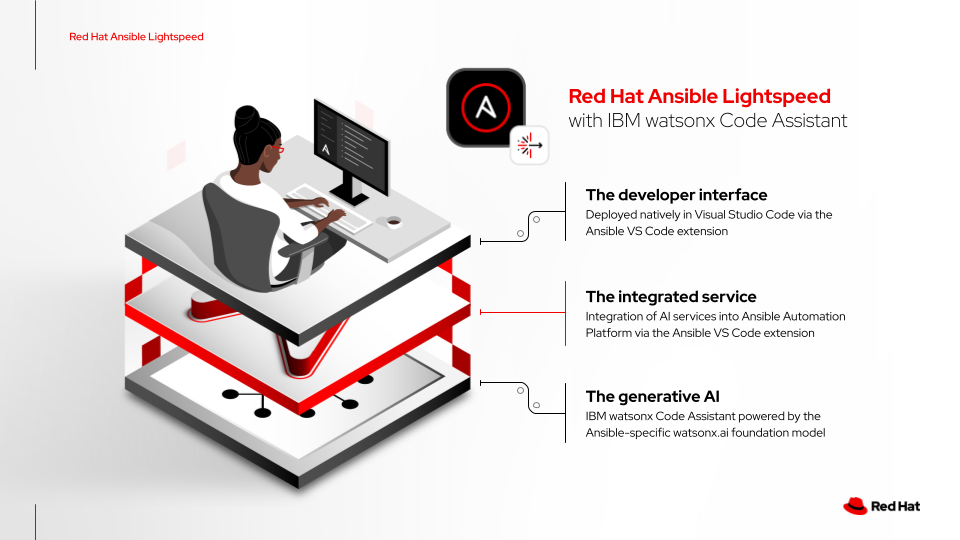 Red Hat Ansible Lightspeed
Red Hat Ansible Lightspeed
with IBM watsonx Code Assistant
The developer interface
Deployed natively in Visual Studio Code via the
Ansible VS Code extension
The integrated service
Integration of AI services into Ansible Automation
Platform via the Ansible VS Code extension
The generative AI
IBM watsonx Code Assistant powered by the
Ansible-specific watsonx.ai foundation model
Red Hat